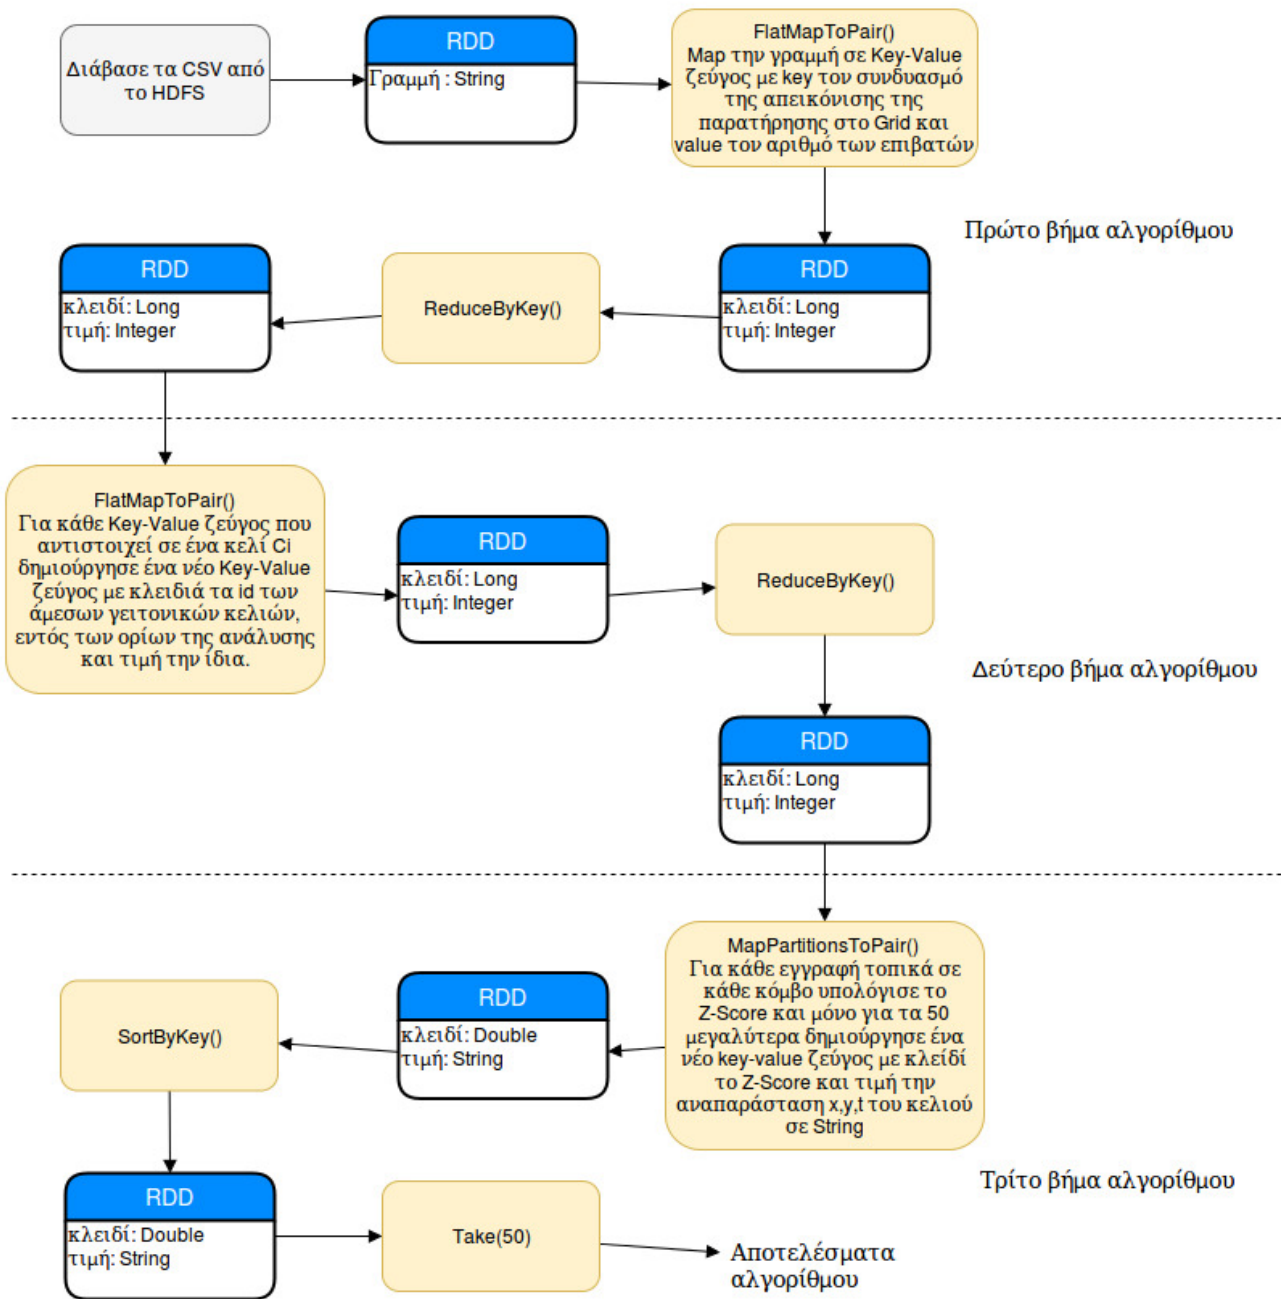 Διάβασε τα CSV από
το HDFS
RDD
Γραμμή : String
FlatMapToPair()
Map την γραμμή σε Key-Value
ζεύγος με key τον συνδυασμό
της απεικόνισης της
παρατήρησης στο Grid και
value τον αριθμό των επιβατών
Πρώτο βήμα αλγορίθμου
RDD
κλειδί: Long
τιμή: Integer
ReduceByKey()
RDD
κλειδί: Long
τιμή: Integer
FlatMapToPair()
Για κάθε Key-Value ζεύγος που
αντιστοιχεί σε ένα κελί Ci
δημιούργησε ένα νέο Key-Value
ζεύγος με κλειδιά τα id των
άμεσων γειτονικών κελιών,
εντός των ορίων της ανάλυσης
και τιμή την ίδια.
RDD
κλειδί: Long
τιμή: Integer
ReduceByKey()
Δεύτερο βήμα αλγορίθμου
RDD
κλειδί: Long
τιμή: Integer
MapPartitionsToPair()
Για κάθε εγγραφή τοπικά σε
κάθε κόμβο υπολόγισε το
Z-Score και μόνο για τα 50
μεγαλύτερα δημιούργησε ένα
νέο key-value ζεύγος με κλείδί
το Z-Score και τιμή την
αναπαράσταση x,y,t του κελιού
σε String
RDD
κλειδί: Double
τιμή: String
SortByKey()
Τρίτο βήμα αλγορίθμου
RDD
κλειδί: Double
τιμή: String
Take(50)
Αποτελέσματα
αλγορίθμου